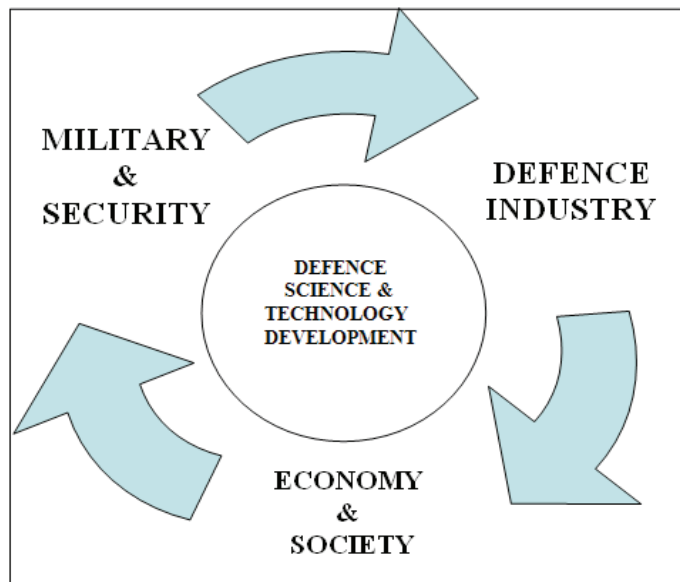 MILITARY
&
SECURITY
DEFENCE
INDUSTRY
DEFENCE
SCIENCE &
TECHNOLOGY
DEVELOPMENT
ECONOMY
&
SOCIETY